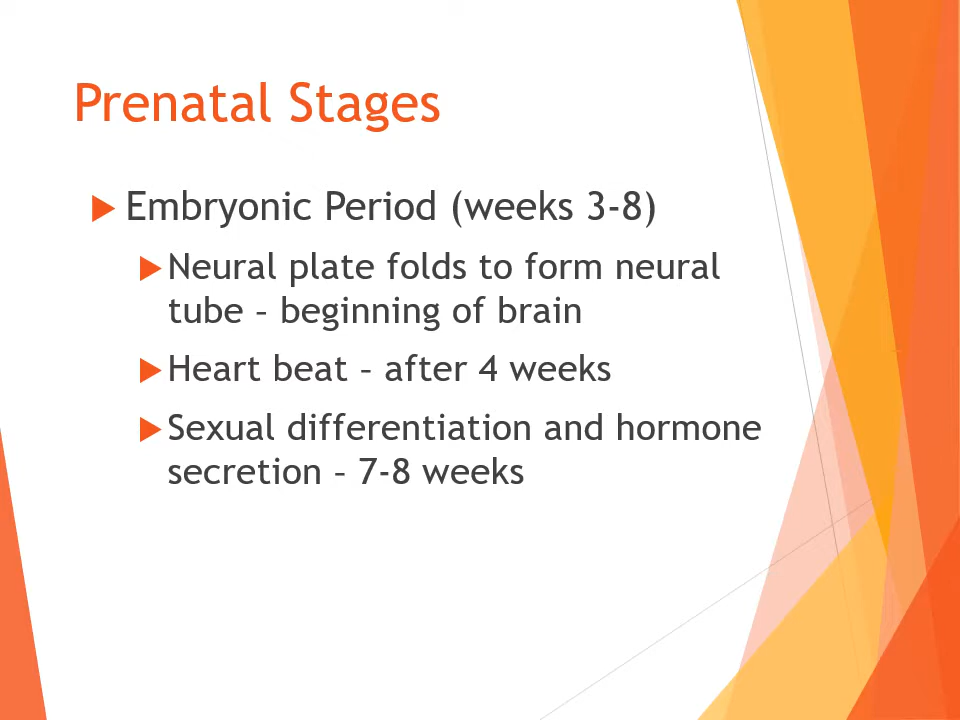 Prenatal Stages
Embryonic Period (weeks 3-8)
Neural plate folds to form neural
tube – beginning of brain
Heart beat – after 4 weeks
Sexual differentiation and hormone
secretion – 7-8 weeks